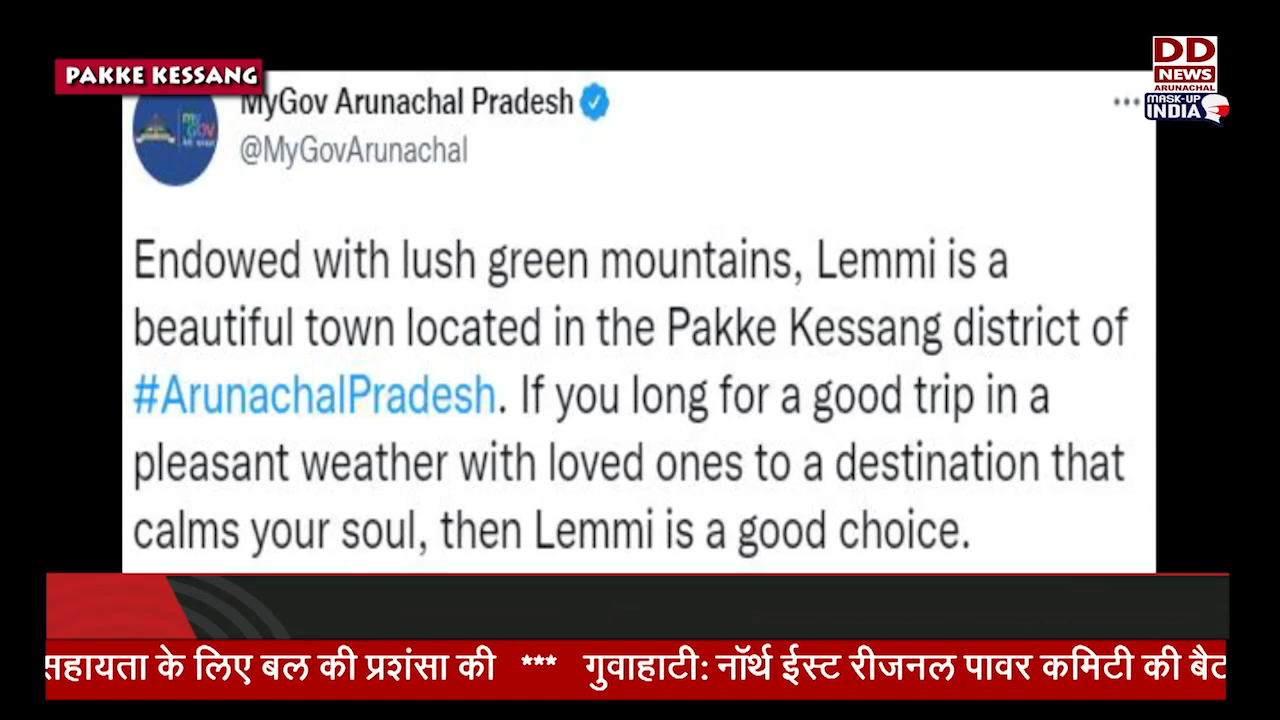 PAKKE KESSANG
DD
NEWS
ARUNACHAL
MASK-UP
INDIA
MyGov Arunachal Pradesh
@MyGovArunachal
Endowed with lush green mountains, Lemmi is a
beautiful town located in the Pakke Kessang district of
#ArunachalPradesh. If you long for a good trip in a
pleasant weather with loved ones to a destination that
calms your soul, then Lemmi is a good choice.
सहायता के लिए बल की प्रशंसा की *** गुवाहाटी: नॉर्थ ईस्ट रीजनल पावर कमिटी की